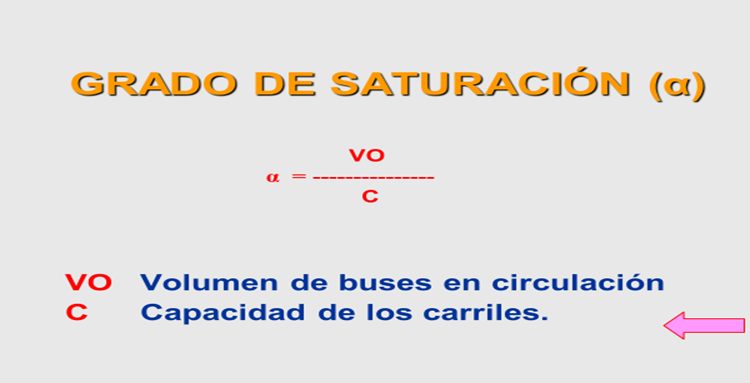 GRADO DE SATURACIÓN (α)
VO
α = ---------------
C
VO Volumen de buses en circulación
C Capacidad de los carriles.